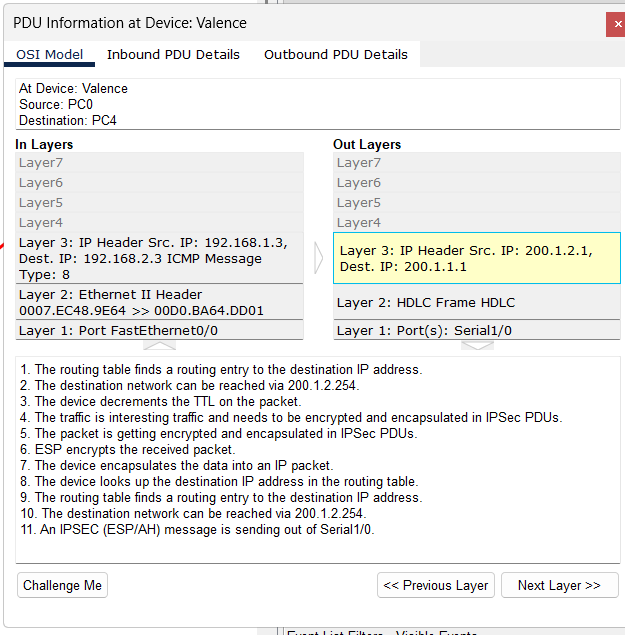 PDU Information at Device: Valence
OSI Model Inbound PDU Details Outbound PDU Details
At Device: Valence
Source: PC0
Destination: PC4
In Layers
Layer7
Layer6
Layer5
Layer4
Layer 3: IP Header Src. IP: 192.168.1.3,
Dest. IP: 192.168.2.3 ICMP Message
Type: 8
Layer 2: Ethernet II Header
0007.EC48.9E64 >> 00D0.BA64.DD01
Layer 1: Port FastEthernet0/0
Out Layers
Layer7
Layer6
Layer5
Layer4
Layer 3: IP Header Src. IP: 200.1.2.1,
Dest. IP: 200.1.1.1
Layer 2: HDLC Frame HDLC
Layer 1: Port(s): Serial1/0
1. The routing table finds a routing entry to the destination IP address.
2. The destination network can be reached via 200.1.2.254.
3. The device decrements the TTL on the packet.
4. The traffic is interesting traffic and needs to be encrypted and encapsulated in IPSec PDUs.
5. The packet is getting encrypted and encapsulated in IPSec PDUs.
6. ESP encrypts the received packet.
7. The device encapsulates the data into an IP packet.
8. The device looks up the destination IP address in the routing table.
9. The routing table finds a routing entry to the destination IP address.
10. The destination network can be reached via 200.1.2.254.
11. An IPSEC (ESP/AH) message is sending out of Serial1/0.
Challenge Me << Previous Layer Next Layer >>
Event List Filters - Visible Events